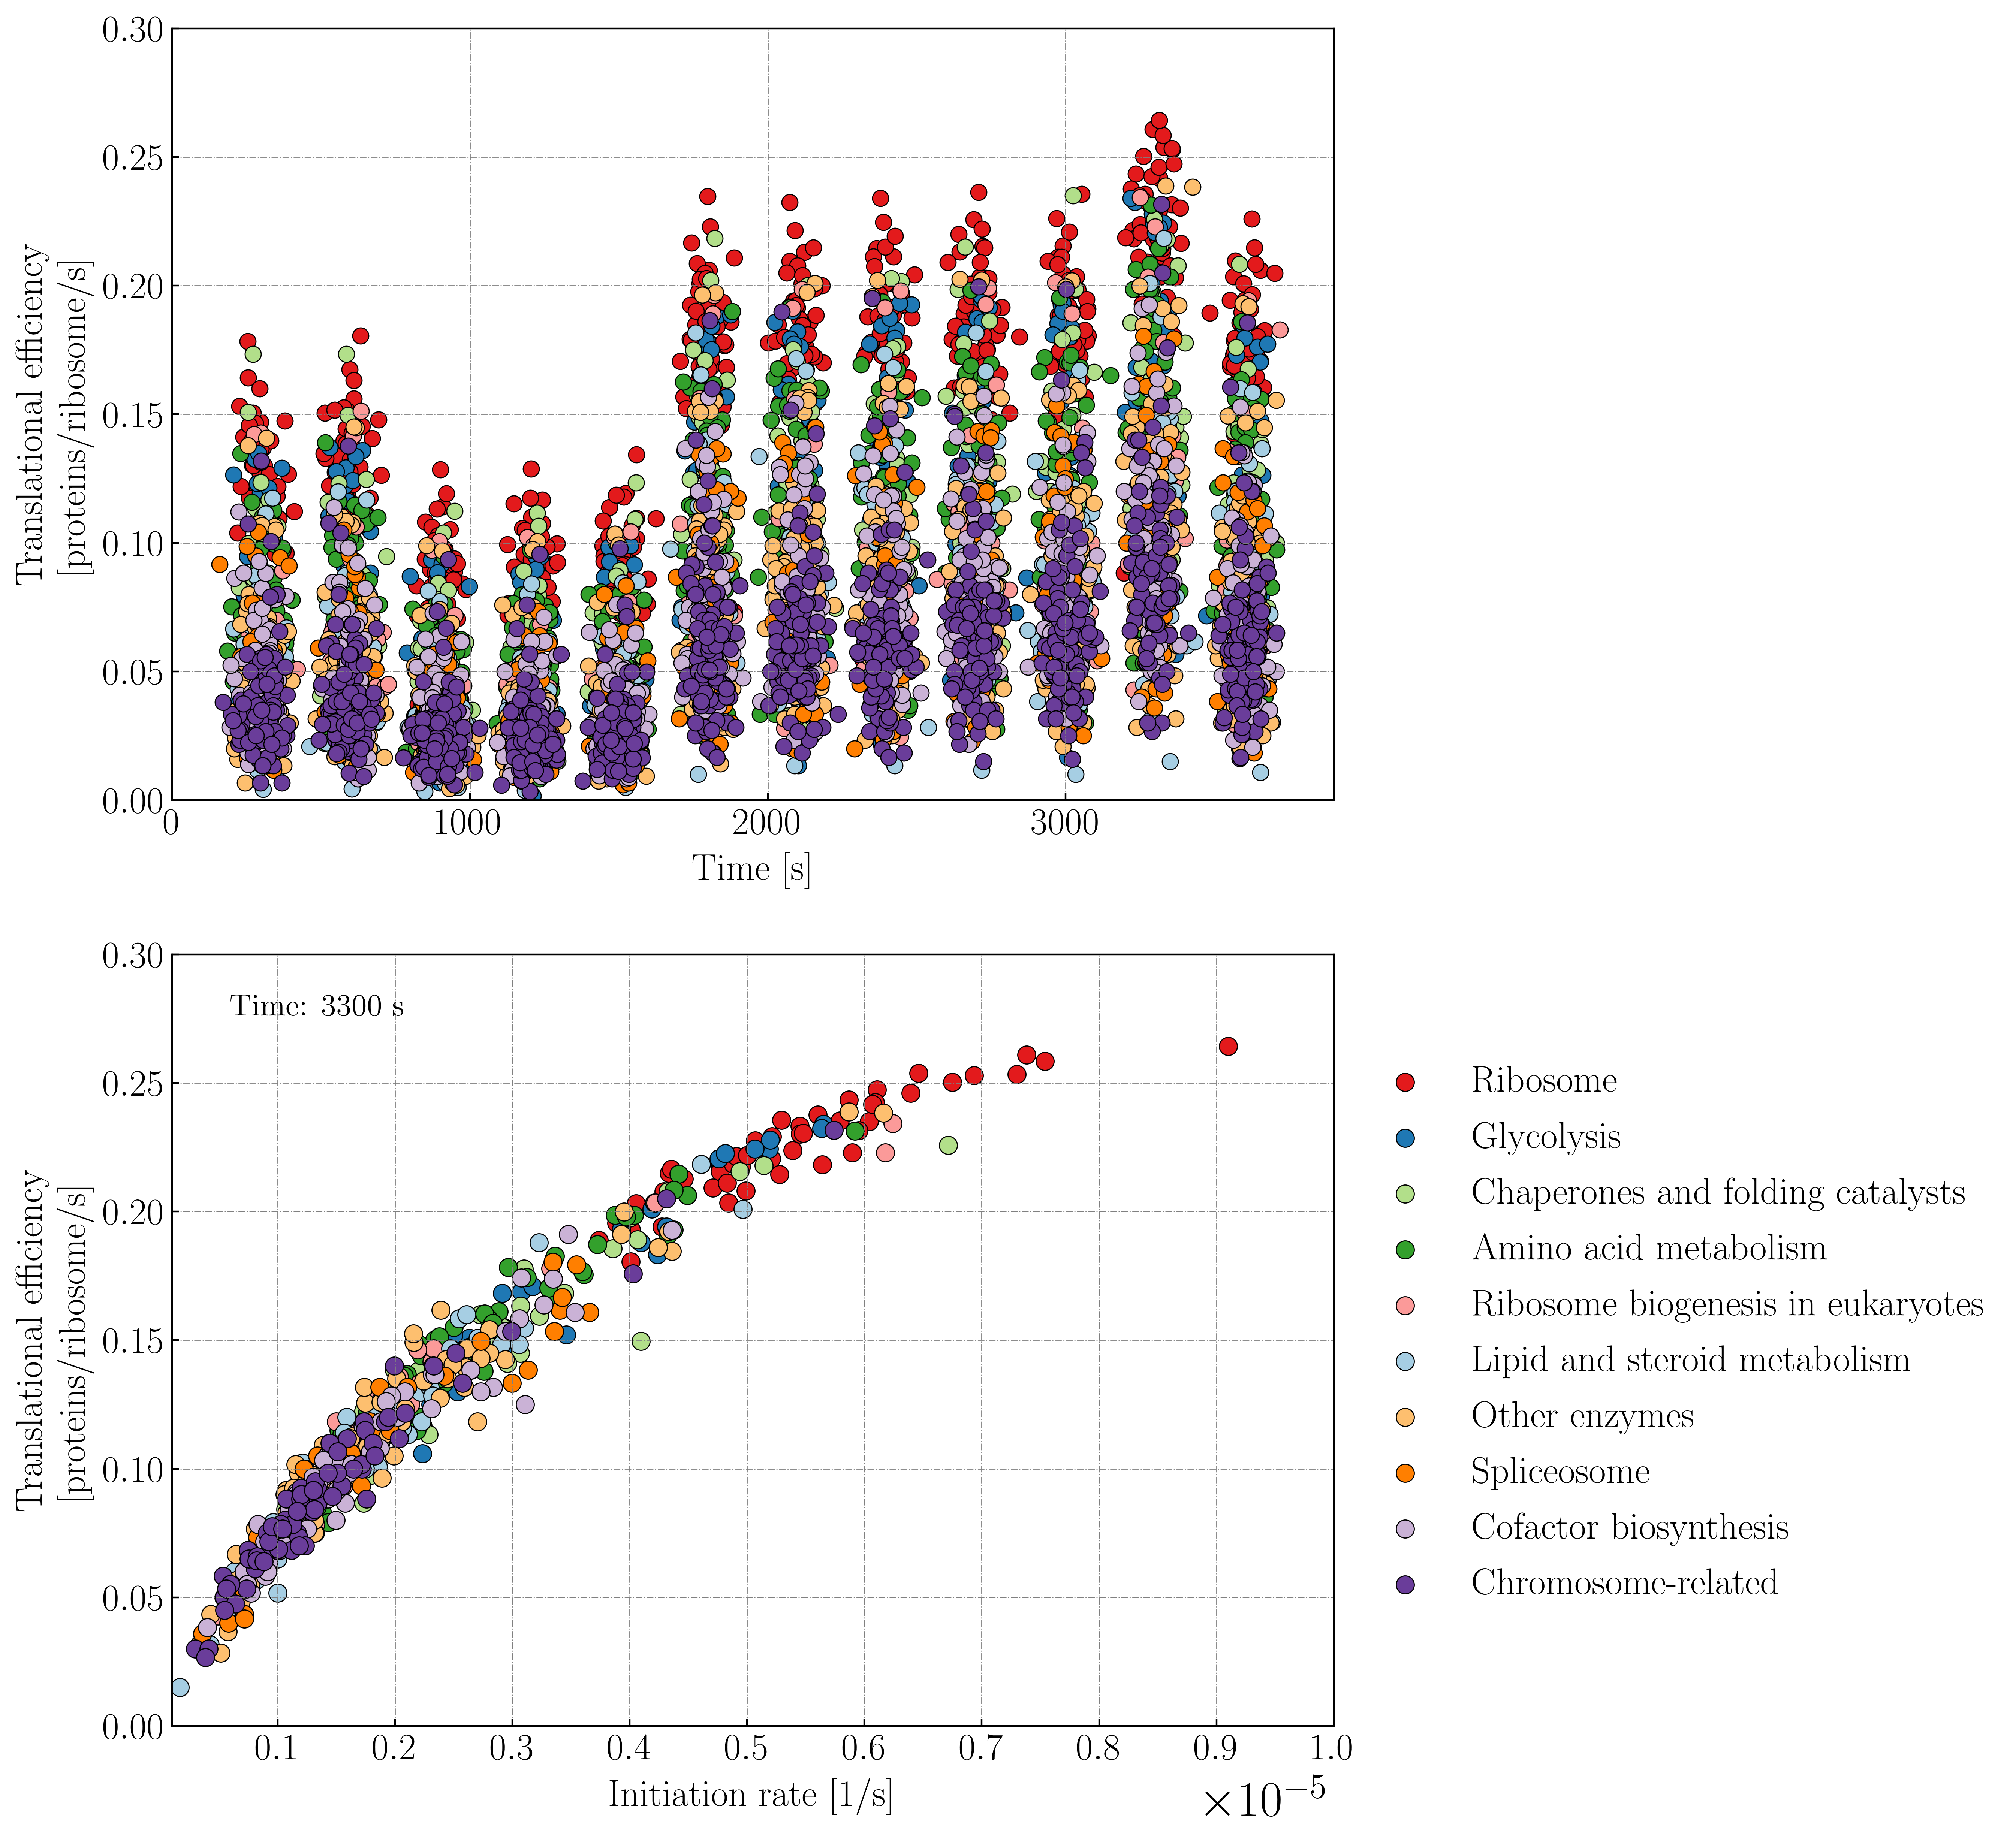 0.30
0.25
0.20
0.15
0.10
0.05
0.00
Translational efficiency
[proteins/ribosome/s]
0
1000
2000
3000
Time [s]
0.30
0.25
0.20
0.15
0.10
0.05
0.00
Translational efficiency
[proteins/ribosome/s]
Time: 3300 s
0.1
0.2
0.3
0.4
0.5
0.6
0.7
0.8
0.9
1.0
Initiation rate [1/s]
×10⁻⁵
Ribosome
Glycolysis
Chaperones and folding catalysts
Amino acid metabolism
Ribosome biogenesis in eukaryotes
Lipid and steroid metabolism
Other enzymes
Spliceosome
Cofactor biosynthesis
Chromosome-related